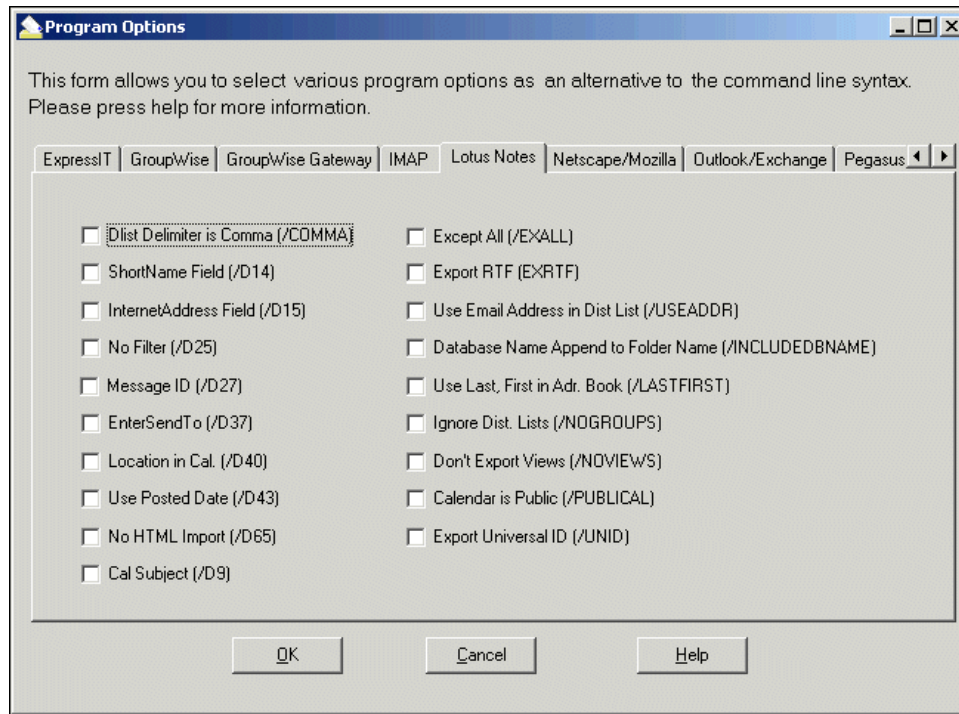 Program Options
This form allows you to select various program options as an alternative to the command line syntax.
Please press help for more information.
ExpressIT GroupWise GroupWise Gateway IMAP Lotus Notes Netscape/Mozilla Outlook/Exchange Pegasus
Dlist Delimiter is Comma (/COMMA)
ShortName Field (/D14)
InternetAddress Field (/D15)
No Filter (/D25)
Message ID (/D27)
EnterSendTo (/D37)
Location in Cal. (/D40)
Use Posted Date (/D43)
No HTML Import (/D65)
Cal Subject (/D9)
Except All (/EXALL)
Export RTF (EXRTF)
Use Email Address in Dist List (/USEADDR)
Database Name Append to Folder Name (/INCLUDEDBNAME)
Use Last, First in Adr. Book (/LASTFIRST)
Ignore Dist. Lists (/NOGROUPS)
Don't Export Views (/NOVIEWS)
Calendar is Public (/PUBLICAL)
Export Universal ID (/UNID)
OK
Cancel
Help